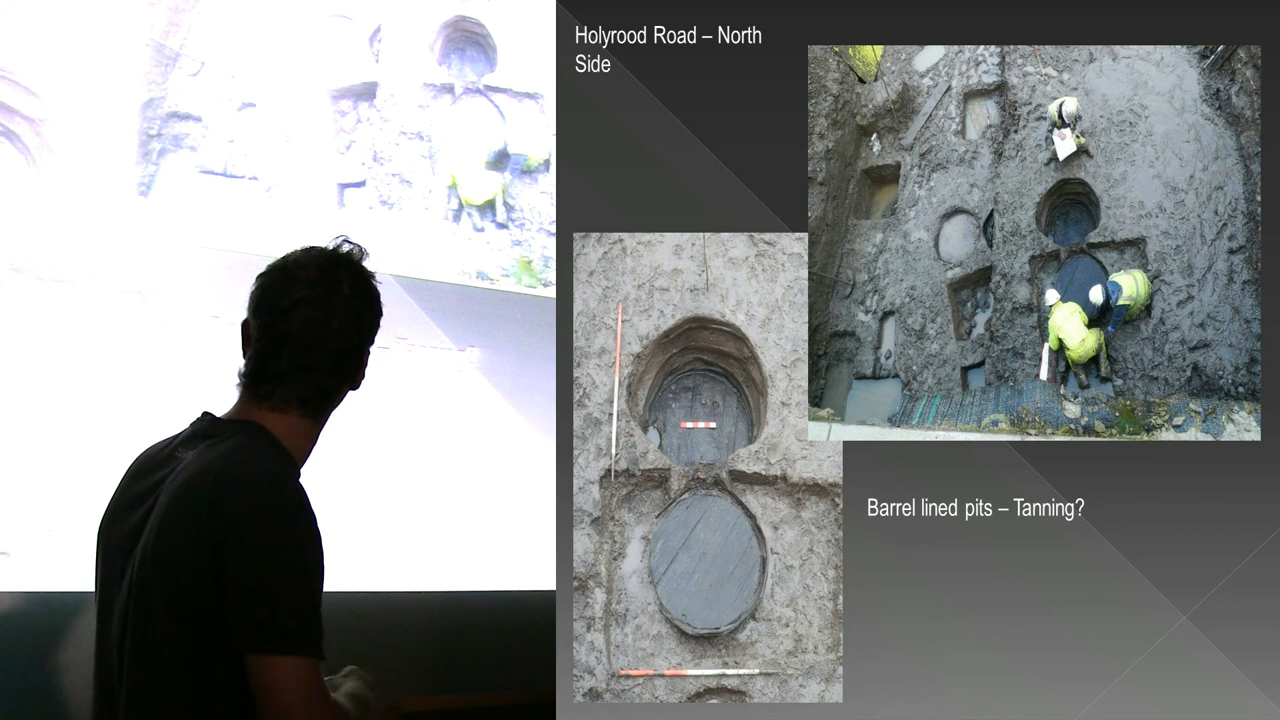 Holyrood Road – North
Side
Barrel lined pits – Tanning?